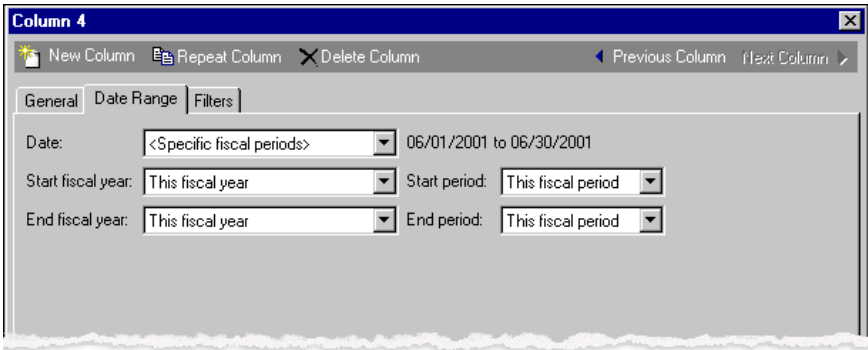 Column 4
New Column Repeat Column Delete Column Previous Column Next Column
General Date Range Filters
Date: <Specific fiscal periods> 06/01/2001 to 06/30/2001
Start fiscal year: This fiscal year Start period: This fiscal period
End fiscal year: This fiscal year End period: This fiscal period